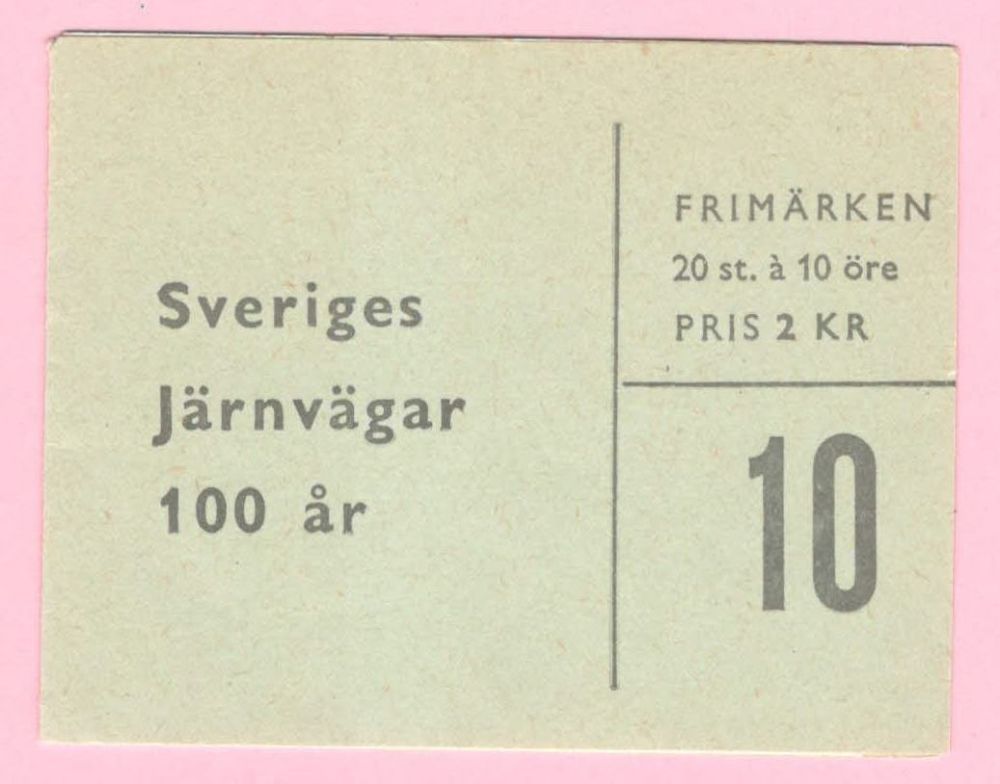 Sveriges
Järnvägar
100 år
FRIMÄRKEN
20 st. à 10 öre
PRIS 2 KR
10